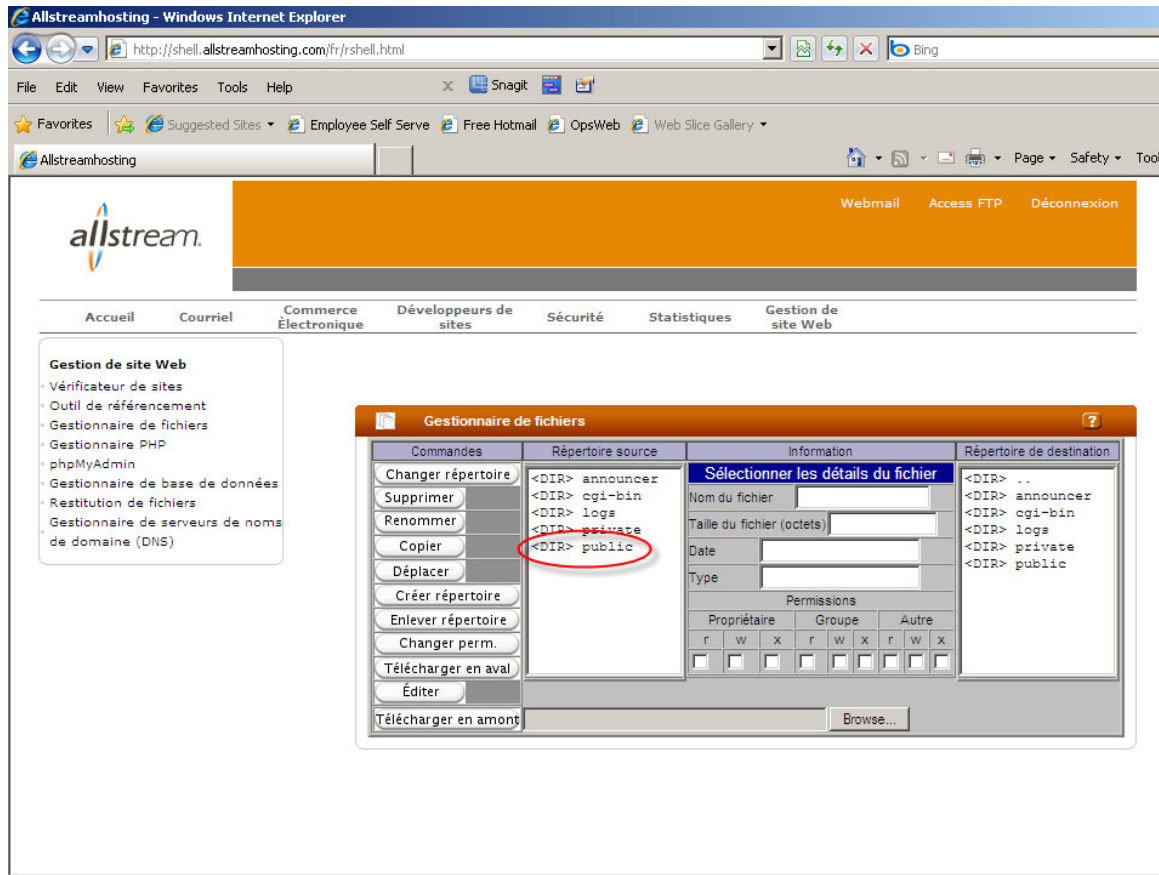 Allstreamhosting - Windows Internet Explorer
http://shell.allstreamhosting.com/fr/rshell.html
Bing
File Edit View Favorites Tools Help
x Snagit
Favorites
Suggested Sites
Employee Self Serve
Free Hotmail
OpsWeb
Web Slice Gallery
Allstreamhosting
Page Safety Tool
allstream.
Webmail Access FTP Déconnexion
Accueil
Courriel
Commerce
Èlectronique
Développeurs de
sites
Sécurité
Statistiques
Gestion de
site Web
Gestion de site Web
Vérificateur de sites
Outil de référencement
Gestionnaire de fichiers
Gestionnaire PHP
phpMyAdmin
Gestionnaire de base de données
Restitution de fichiers
Gestionnaire de serveurs de noms
de domaine (DNS)
Gestionnaire de fichiers
?
Commandes
Changer répertoire
Supprimer
Renommer
Copier
Déplacer
Créer répertoire
Enlever répertoire
Changer perm.
Télécharger en aval
Éditer
Télécharger en amont
Browse...
Répertoire source
<DIR> announcer
<DIR> cgi-bin
<DIR> logs
<DIR> private
<DIR> public
Information
Sélectionner les détails du fichier
Nom du fichier
Taille du fichier (octets)
Date
Type
Permissions
Propriétaire Groupe Autre
r w x r w x r w x
Répertoire de destination
<DIR> ..
<DIR> announcer
<DIR> cgi-bin
<DIR> logs
<DIR> private
<DIR> public